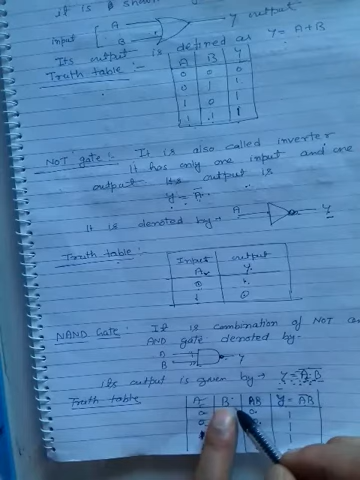 it is shown
input A B Y output
Its output is defined as Y = A+B
Truth table :-
A B Y
0 0 0
0 1 1
1 0 1
1 1 1
NOT gate :- It is also called inverter
it has only one input and one
output Its output is
y = A̅
It is denoted by → A Y
Truth table :-
Input output
A Y
0 1
1 0
NAND Gate :- It is combination of NOT and
AND gate denoted by-
A B Y
Its output is given by → Y = A̅.̅B̅
Truth table
A B AB y = A̅B̅
0 0 1
0 1
1